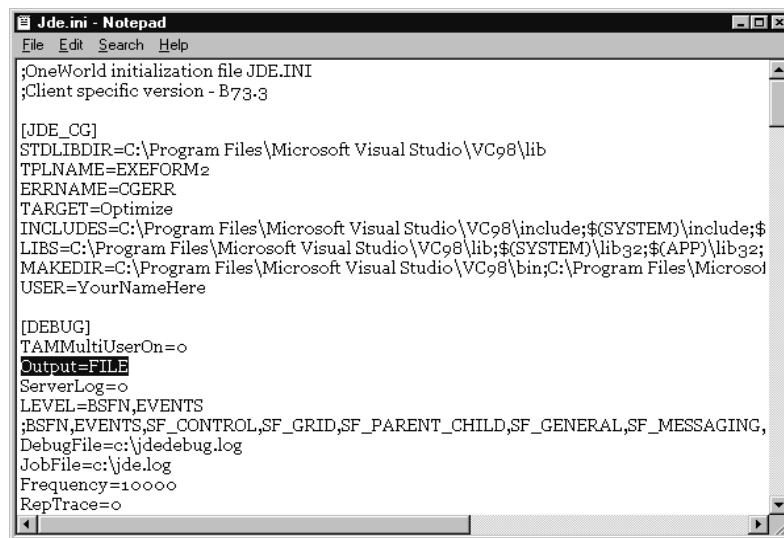 Jde.ini - Notepad
File Edit Search Help
;OneWorld initialization file JDE.INI
;Client specific version - B73.3
[JDE_CG]
STDLIBDIR=C:\Program Files\Microsoft Visual Studio\VC98\lib
TPLNAME=EXEFORM2
ERRNAME=CGERR
TARGET=Optimize
INCLUDES=C:\Program Files\Microsoft Visual Studio\VC98\include;$(SYSTEM)\include;$
LIBS=C:\Program Files\Microsoft Visual Studio\VC98\lib;$(SYSTEM)\lib32;$(APP)\lib32;
MAKEDIR=C:\Program Files\Microsoft Visual Studio\VC98\bin;C:\Program Files\Microsof
USER=YourNameHere
[DEBUG]
TAMMultiUserOn=0
Output=FILE
ServerLog=0
LEVEL=BSFN,EVENTS
;BSFN,EVENTS,SF_CONTROL,SF_GRID,SF_PARENT_CHILD,SF_GENERAL,SF_MESSAGING,
DebugFile=c:\jdedebug.log
JobFile=c:\jde.log
Frequency=10000
RepTrace=0